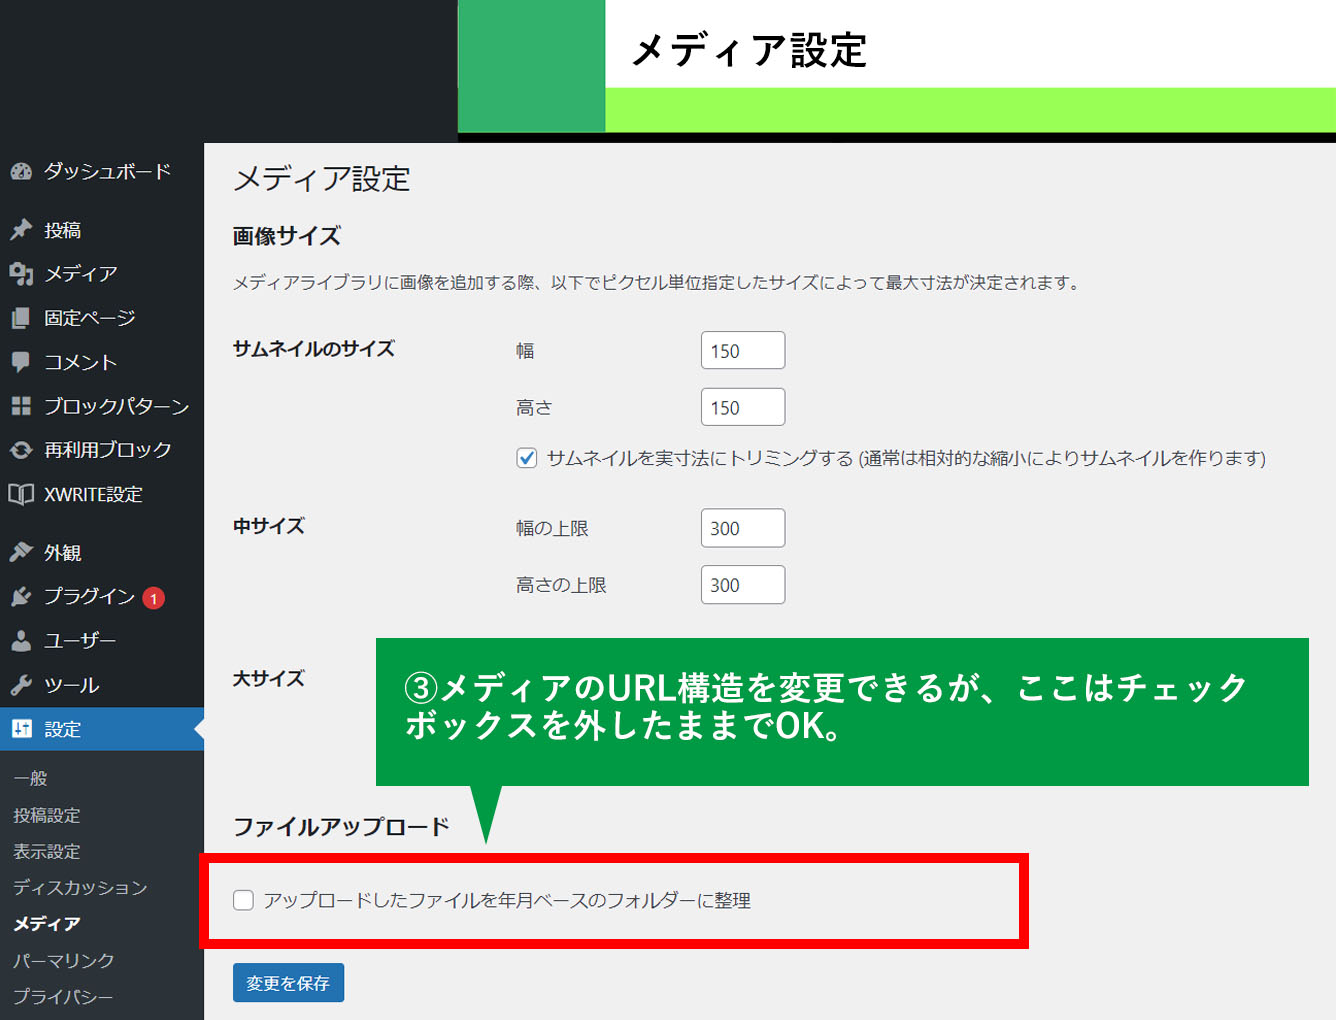 メディア設定
ダッシュボード
投稿
メディア
固定ページ
コメント
ブロックパターン
再利用ブロック
XWRITE設定
外観
プラグイン 1
ユーザー
ツール
設定
一般
投稿設定
表示設定
ディスカッション
メディア
パーマリンク
プライバシー
メディア設定
画像サイズ
メディアライブラリに画像を追加する際、以下でピクセル単位指定したサイズによって最大寸法が決定されます。
サムネイルのサイズ
幅 150
高さ 150
サムネイルを実寸法にトリミングする (通常は相対的な縮小によりサムネイルを作ります)
中サイズ
幅の上限 300
高さの上限 300
大サイズ
③メディアのURL構造を変更できるが、ここはチェック
ボックスを外したままでOK。
ファイルアップロード
アップロードしたファイルを年月ベースのフォルダーに整理
変更を保存